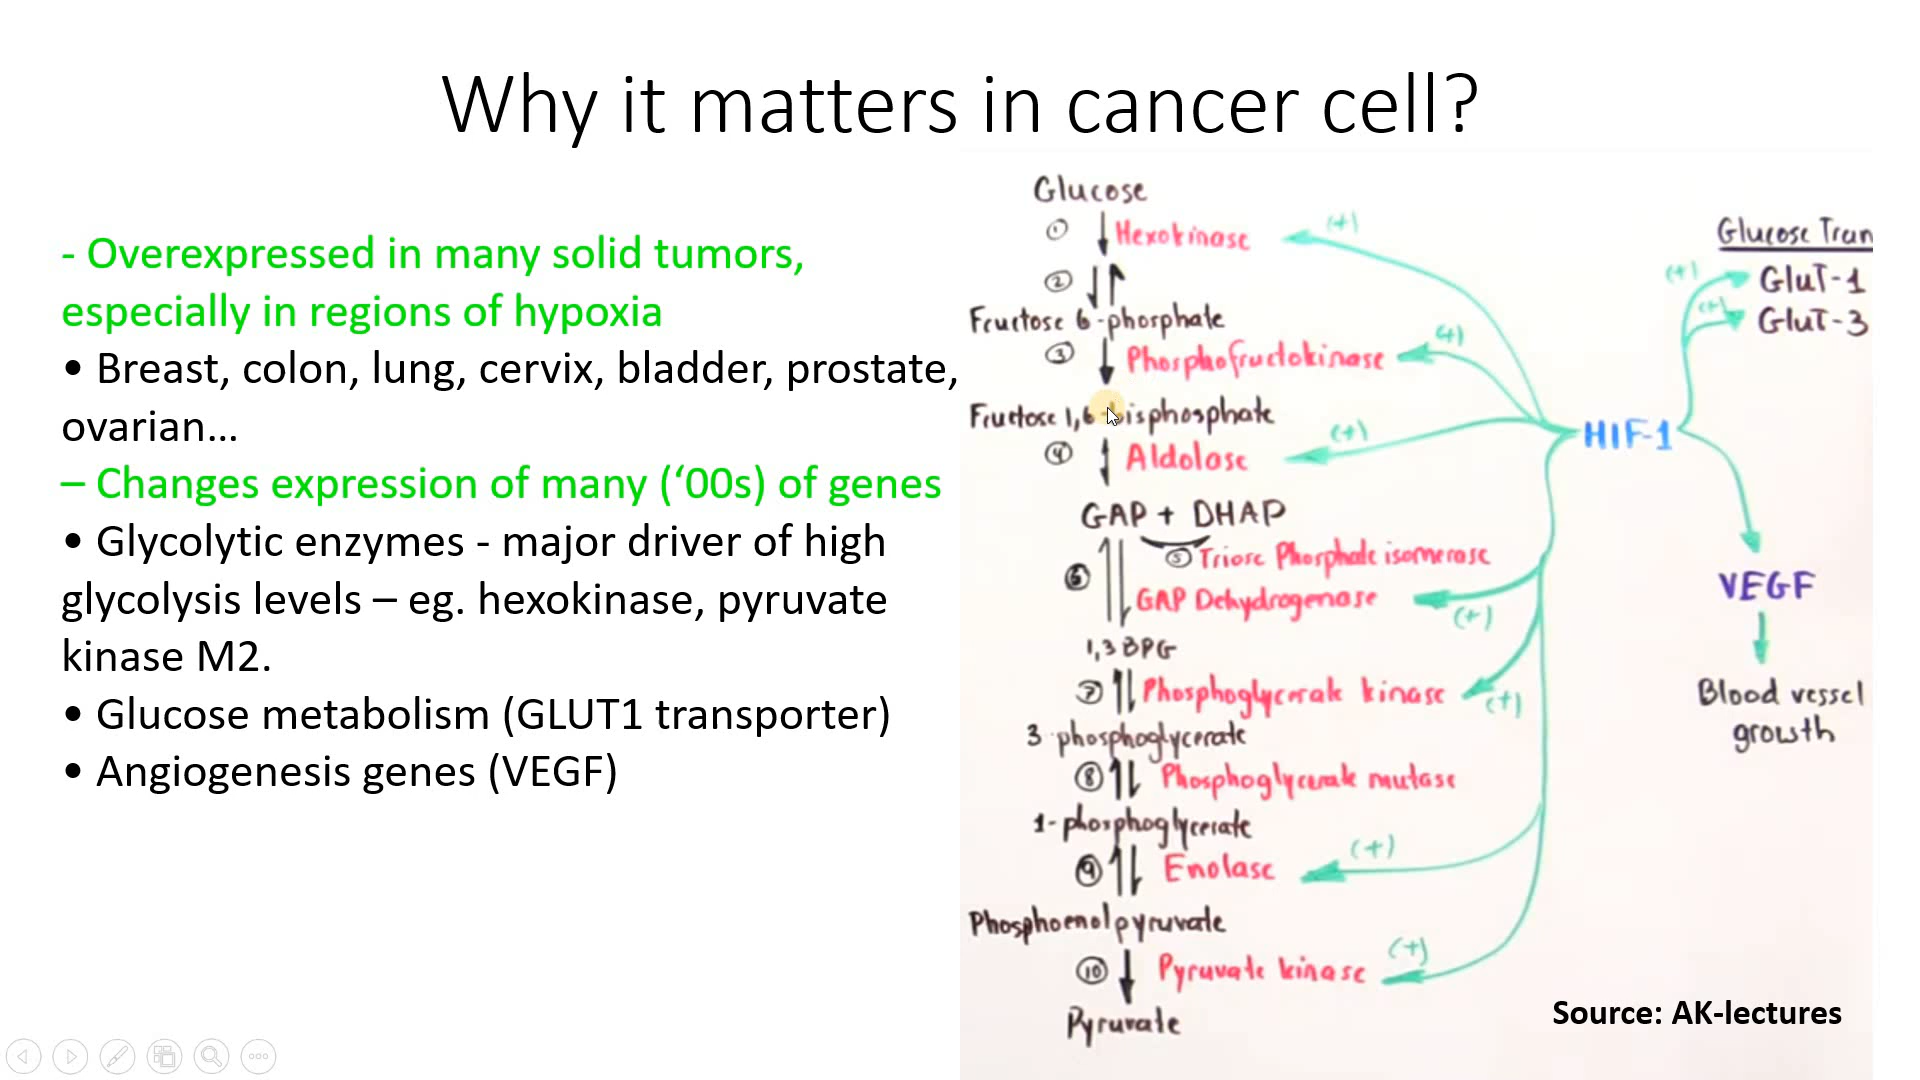 Why it matters in cancer cell?
- Overexpressed in many solid tumors,
especially in regions of hypoxia
• Breast, colon, lung, cervix, bladder, prostate,
ovarian…
– Changes expression of many (‘00s) of genes
• Glycolytic enzymes - major driver of high
glycolysis levels – eg. hexokinase, pyruvate
kinase M2.
• Glucose metabolism (GLUT1 transporter)
• Angiogenesis genes (VEGF)
Glucose
① Hexokinase (+)
②
Fructose 6-phosphate
③ Phosphofructokinase (+)
Fructose 1,6-bisphosphate
④ Aldolase (+)
GAP + DHAP
⑤ Triose Phosphate isomerase
⑥ GAP Dehydrogenase (+)
1,3 BPG
⑦ Phosphoglycerate kinase (+)
3 phosphoglycerate
⑧ Phosphoglycerate mutase
1-phosphoglycerate
⑨ Enolase (+)
Phosphoenolpyruvate
⑩ Pyruvate kinase (+)
Pyruvate
HIF-1
Glucose Tran
(+) GluT-1
(+) GluT-3
VEGF
Blood vessel
growth
Source: AK-lectures